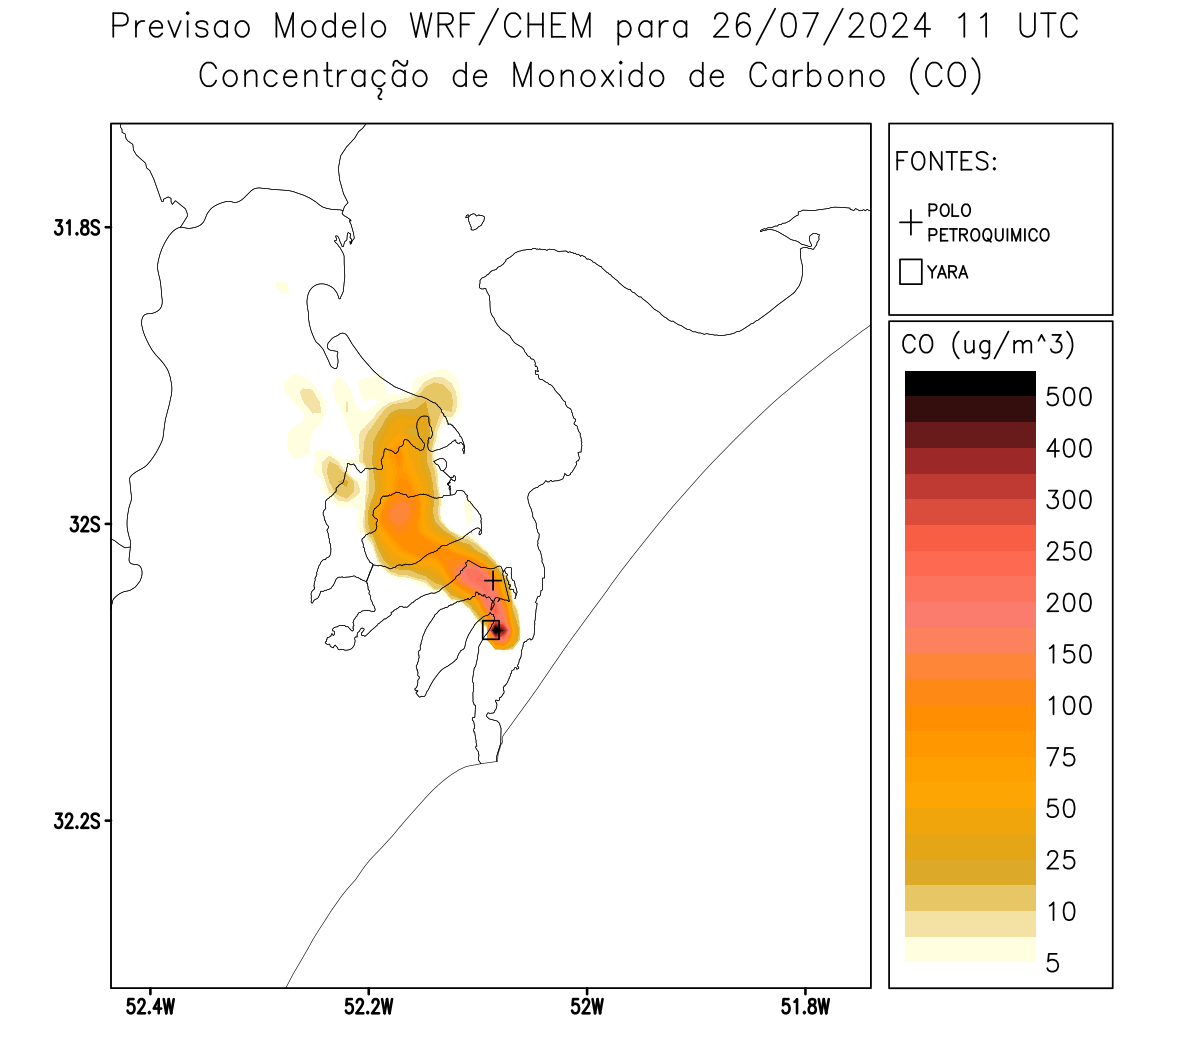 Previsao Modelo WRF/CHEM para 26/07/2024 11 UTC
Concentração de Monoxido de Carbono (CO)
FONTES:
POLO
PETROQUIMICO
YARA
CO (ug/m^3)
500
400
300
250
200
150
100
75
50
25
10
5
31.8S
32S
32.2S
52.4W
52.2W
52W
51.8W